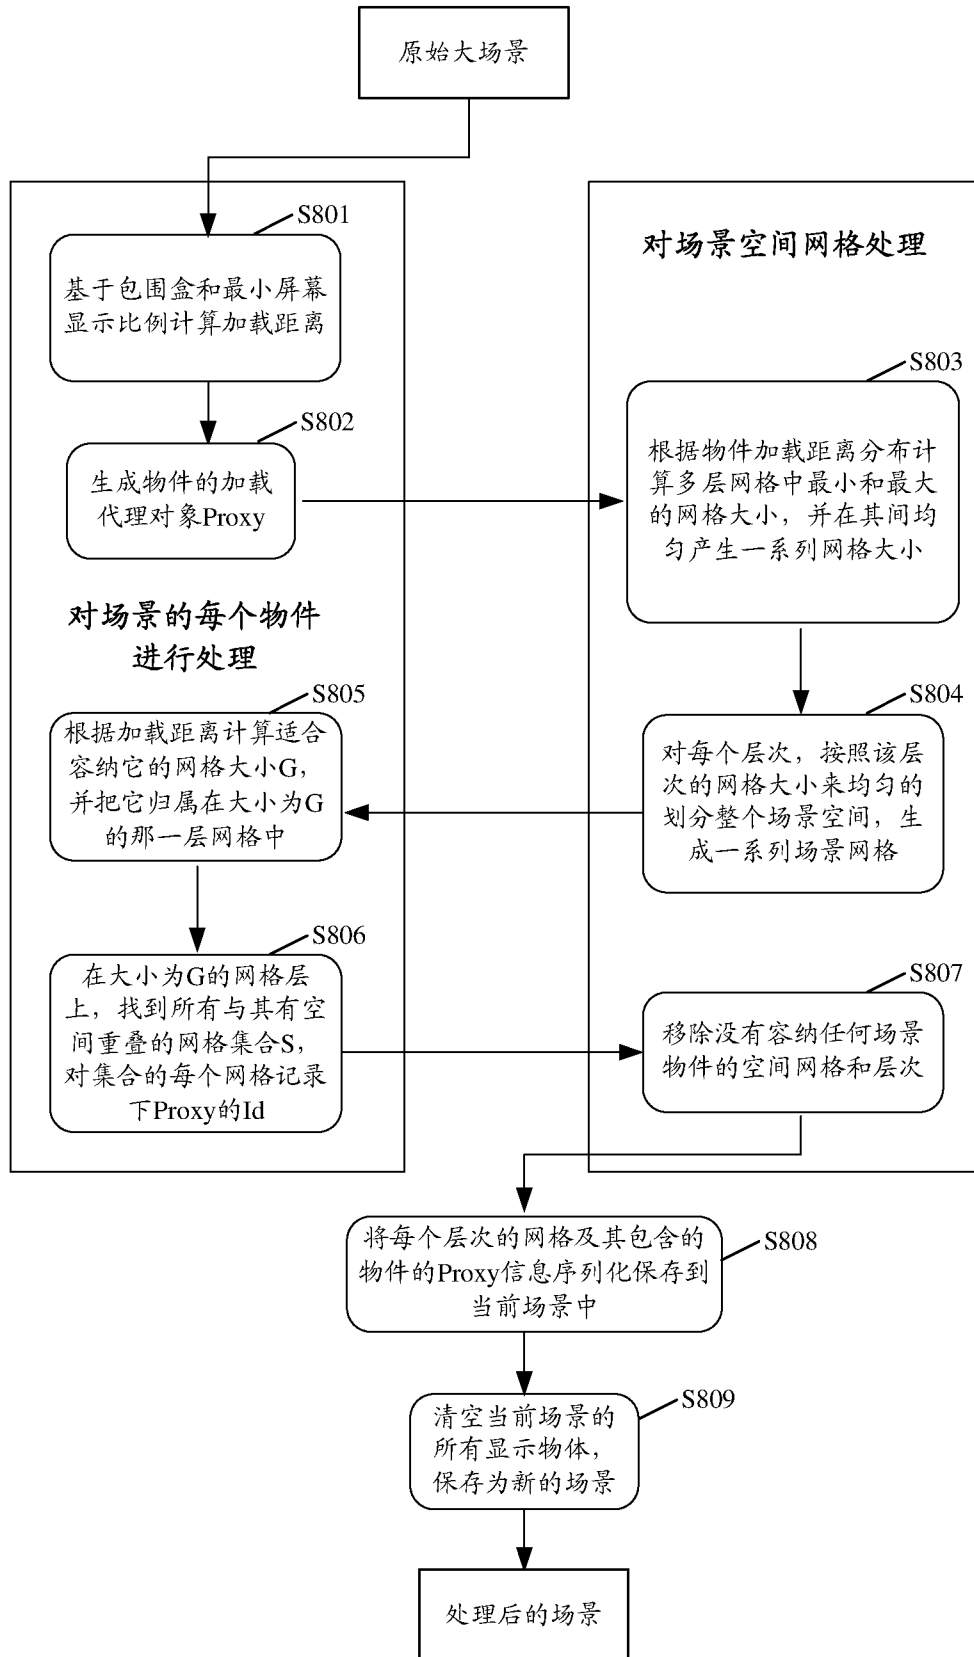 原始大场景
S801
基于包围盒和最小屏幕
显示比例计算加载距离
S802
生成物件的加载
代理对象Proxy
对场景的每个物件
进行处理
对场景空间网格处理
S803
根据物件加载距离分布计
算多层网格中最小和最大
的网格大小，并在其间均
匀产生一系列网格大小
S804
对每个层次，按照该层
次的网格大小来均匀的
划分整个场景空间，生
成一系列场景网格
S805
根据加载距离计算适合
容纳它的网格大小G，
并把它归属在大小为G
的那一层网格中
S806
在大小为G的网格层
上，找到所有与其有空
间重叠的网格集合S，
对集合的每个网格记录
下Proxy的Id
S807
移除没有容纳任何场景
物件的空间网格和层次
S808
将每个层次的网格及其包含的
物件的Proxy信息序列化保存到
当前场景中
S809
清空当前场景的
所有显示物体，
保存为新的场景
处理后的场景